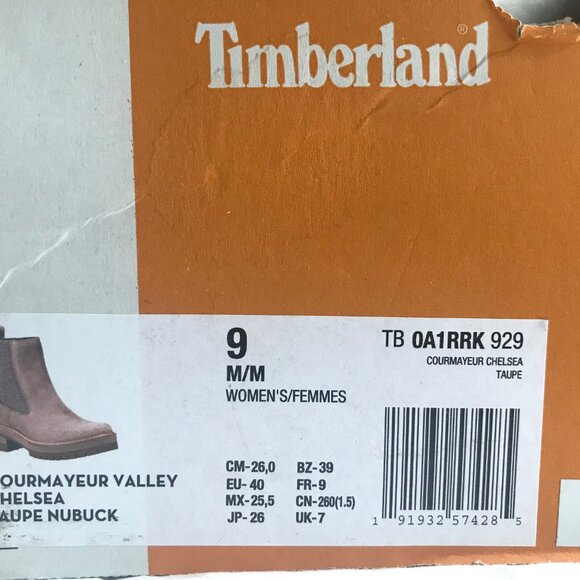 Timberland®
9
M/M
WOMEN'S/FEMMES
TB 0A1RRK 929
COURMAYEUR CHELSEA
TAUPE
CM-26,0 BZ-39
EU- 40 FR-9
MX-25,5 CN-260(1.5)
JP-26 UK-7
1 91932 57428 5
OURMAYEUR VALLEY
HELSEA
AUPE NUBUCK